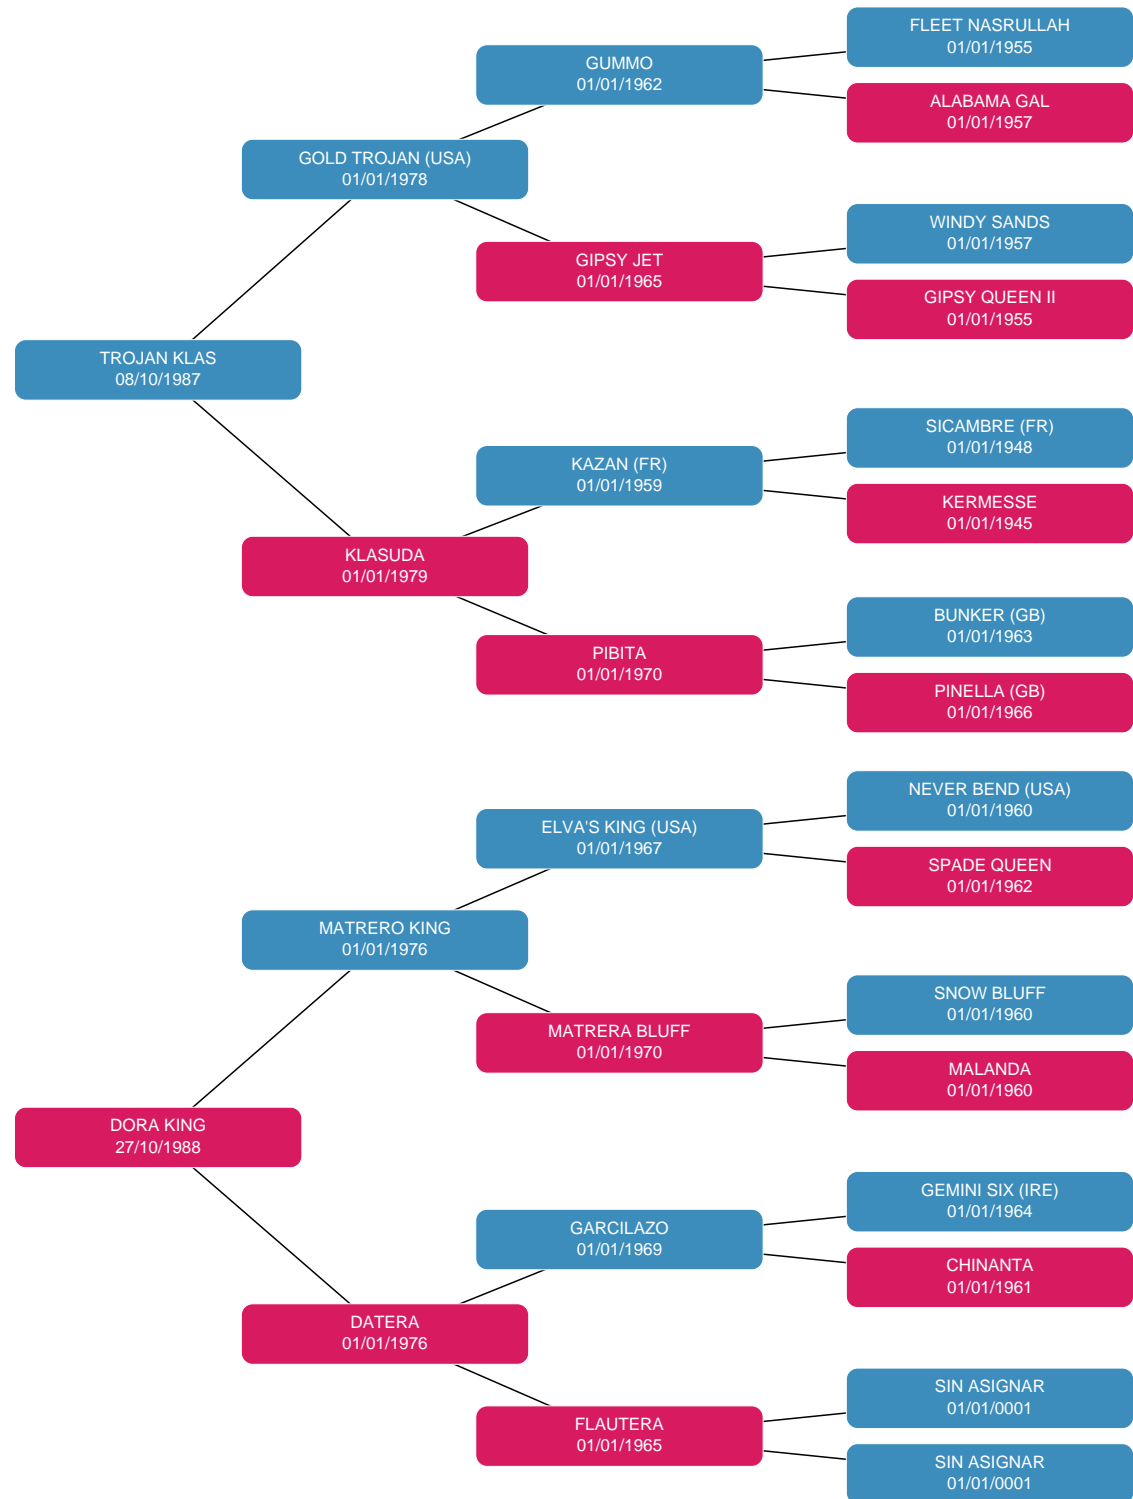 FLEET NASRULLAH
01/01/1955
GUMMO
01/01/1962
ALABAMA GAL
01/01/1957
GOLD TROJAN (USA)
01/01/1978
WINDY SANDS
01/01/1957
GIPSY JET
01/01/1965
GIPSY QUEEN II
01/01/1955
TROJAN KLAS
08/10/1987
SICAMBRE (FR)
01/01/1948
KAZAN (FR)
01/01/1959
KERMESSE
01/01/1945
KLASUDA
01/01/1979
BUNKER (GB)
01/01/1963
PIBITA
01/01/1970
PINELLA (GB)
01/01/1966
NEVER BEND (USA)
01/01/1960
ELVA'S KING (USA)
01/01/1967
SPADE QUEEN
01/01/1962
MATRERO KING
01/01/1976
SNOW BLUFF
01/01/1960
MATRERA BLUFF
01/01/1970
MALANDA
01/01/1960
DORA KING
27/10/1988
GEMINI SIX (IRE)
01/01/1964
GARCILAZO
01/01/1969
CHINANTA
01/01/1961
DATERA
01/01/1976
SIN ASIGNAR
01/01/0001
FLAUTERA
01/01/1965
SIN ASIGNAR
01/01/0001